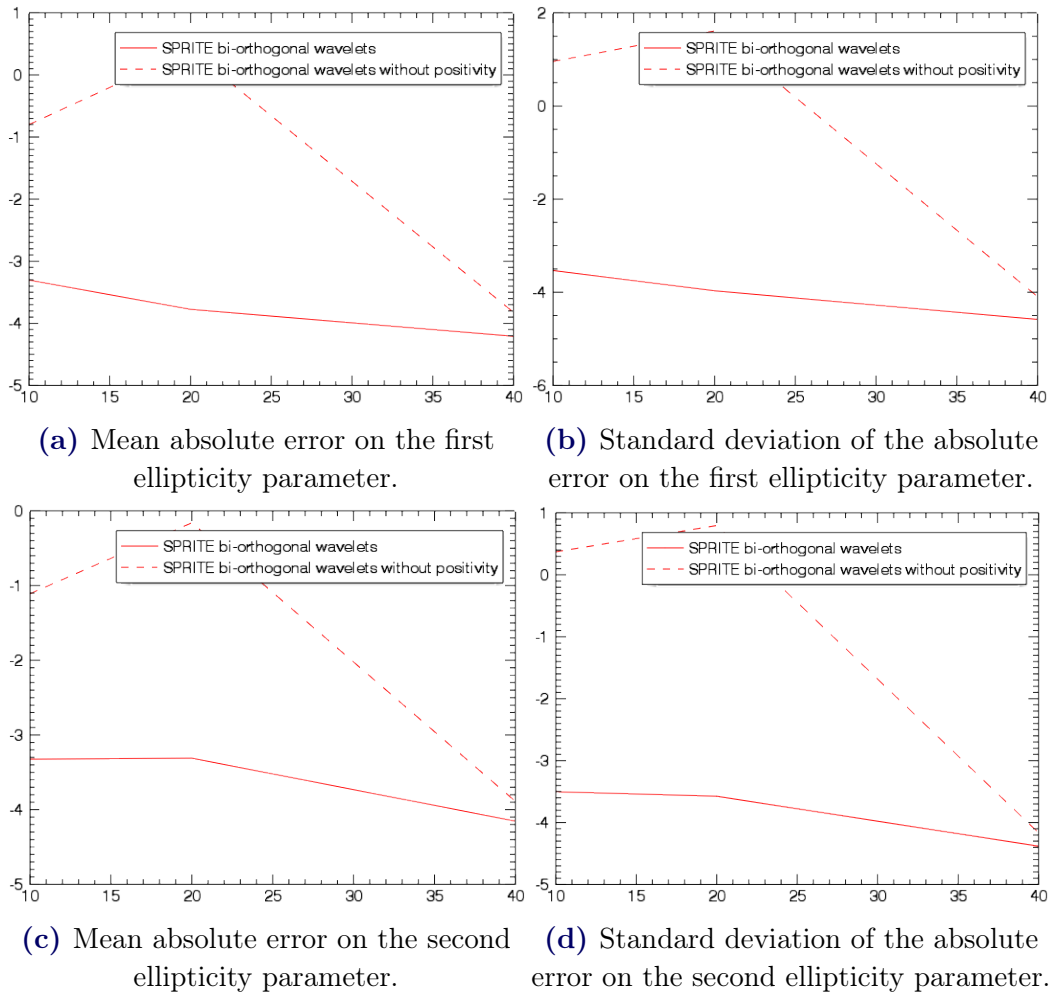 1
0
-1
-2
-3
-4
-5
10 15 20 25 30 35 40
SPRITE bi-orthogonal wavelets
SPRITE bi-orthogonal wavelets without positivity
2
0
-2
-4
-6
10 15 20 25 30 35 40
SPRITE bi-orthogonal wavelets
SPRITE bi-orthogonal wavelets without positivity
(a) Mean absolute error on the first
ellipticity parameter.
(b) Standard deviation of the absolute
error on the first ellipticity parameter.
0
-1
-2
-3
-4
-5
10 15 20 25 30 35 40
SPRITE bi-orthogonal wavelets
SPRITE bi-orthogonal wavelets without positivity
1
0
-1
-2
-3
-4
-5
10 15 20 25 30 35 40
SPRITE bi-orthogonal wavelets
SPRITE bi-orthogonal wavelets without positivity
(c) Mean absolute error on the second
ellipticity parameter.
(d) Standard deviation of the absolute
error on the second ellipticity parameter.